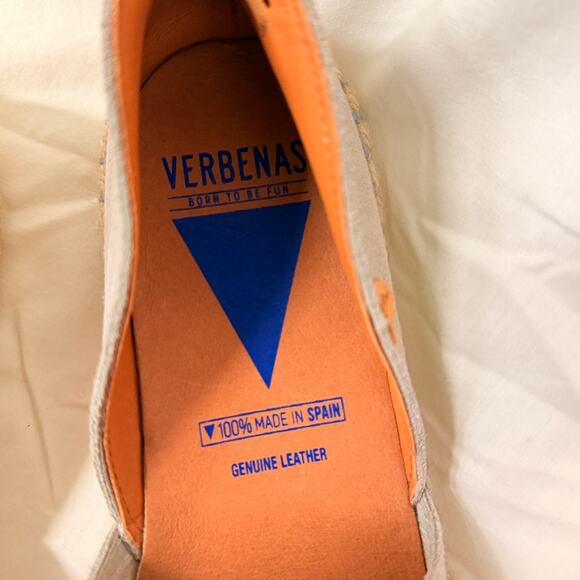 VERBENAS
BORN TO BE FUN
100% MADE IN SPAIN
GENUINE LEATHER